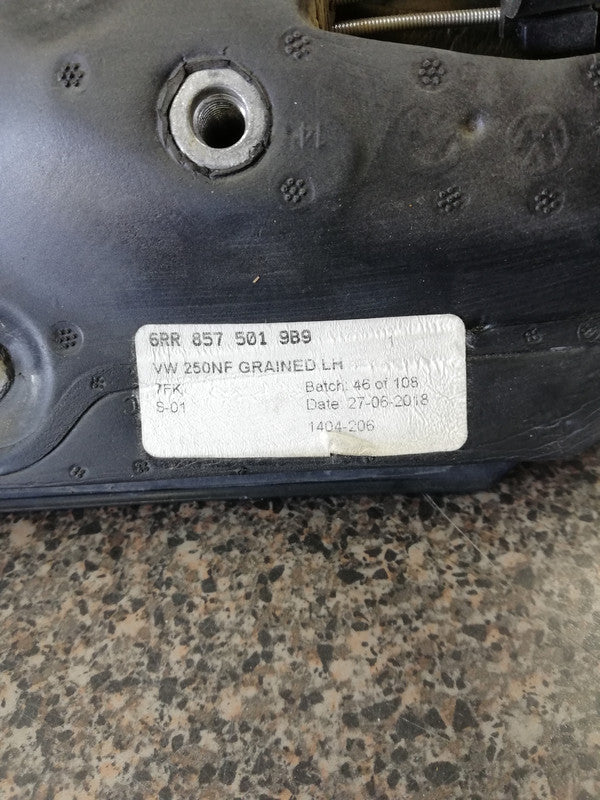 6RR 857 501 9B9 1
VW 250NF GRAINED LH
7FK Batch: 46 of 108
S-01 Date: 27-06-2018
1404-206